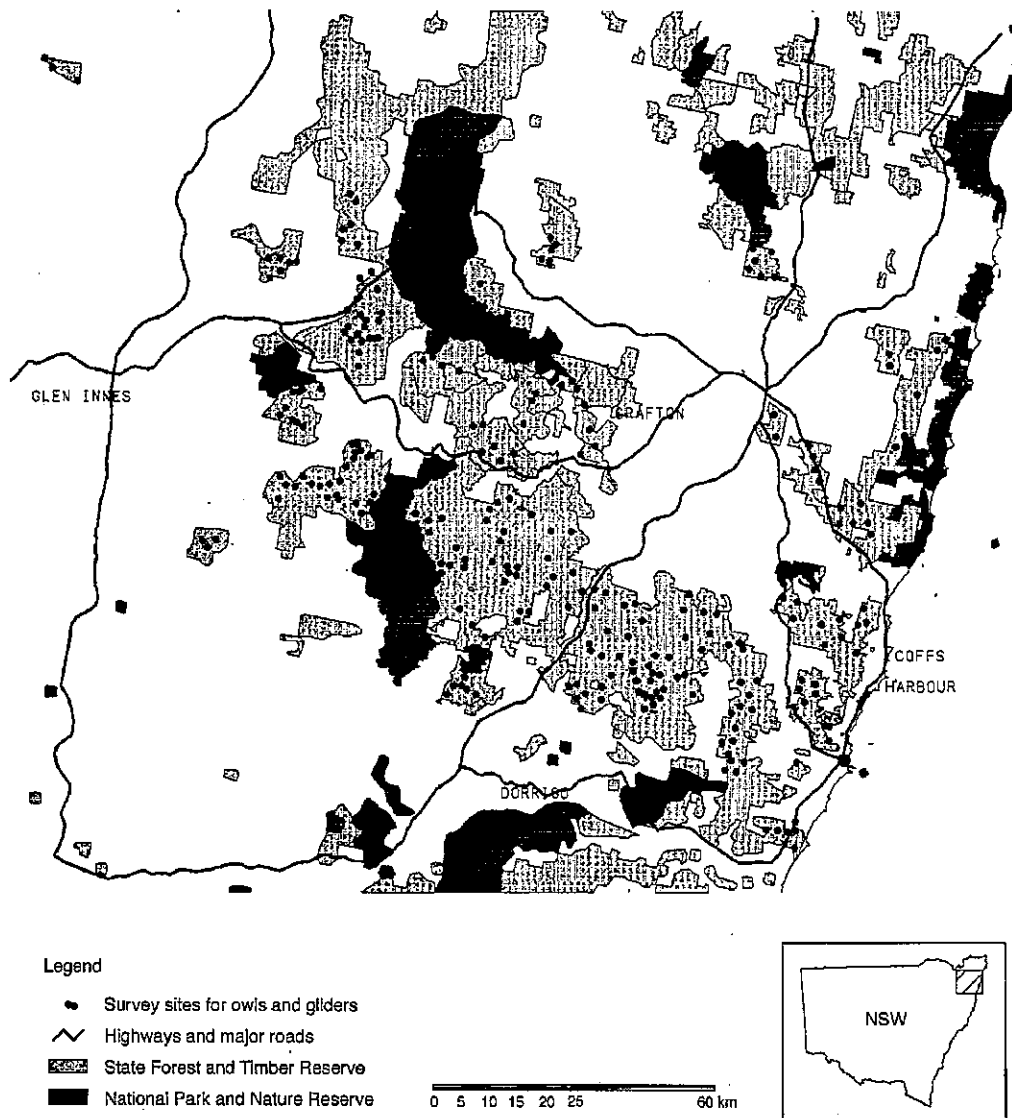 GLEN INNES
GRAFTON
COFFS
HARBOUR
DORRIGO
Legend
Survey sites for owls and gliders
Highways and major roads
State Forest and Timber Reserve
National Park and Nature Reserve
0 5 10 15 20 25 60 km
NSW